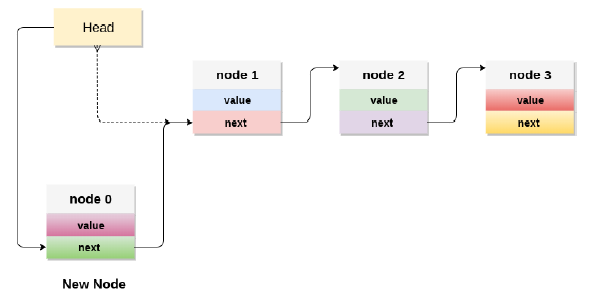 Head
node 1
value
next
node 2
value
next
node 3
value
next
node 0
value
next
New Node